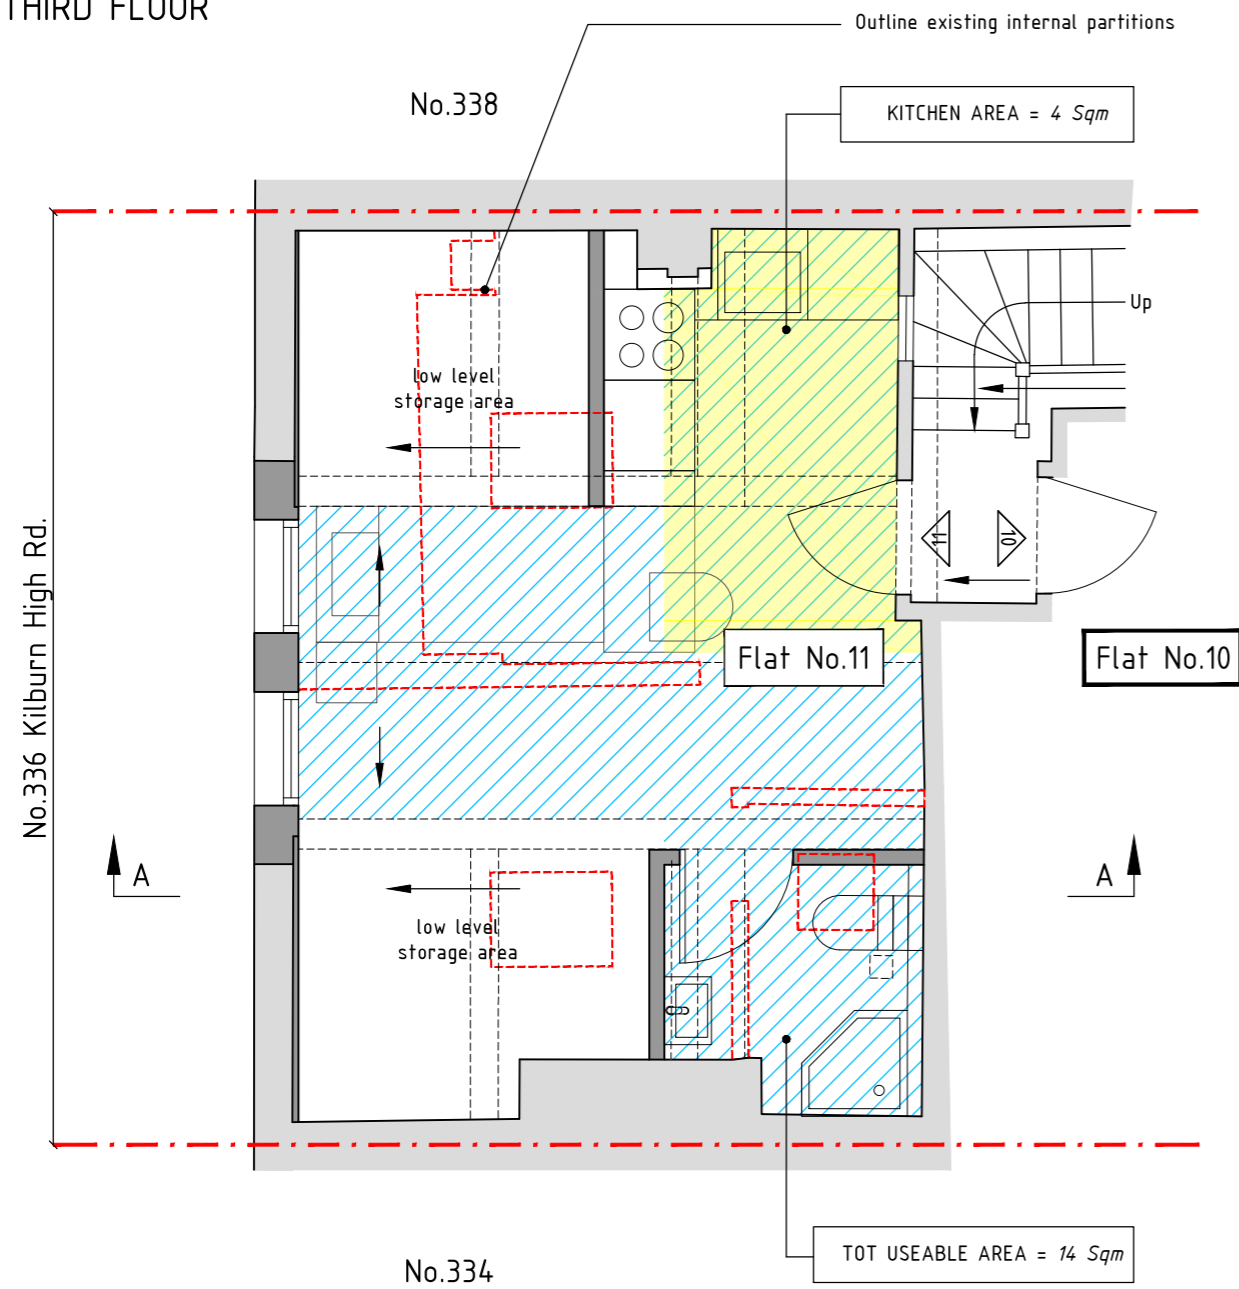 THIRD FLOOR
Outline existing internal partitions
No.338
KITCHEN AREA = 4 Sqm
Up
low level
storage area
11
10
No.336 Kilburn High Rd.
Flat No.11
Flat No.10
A
A
low level
storage area
TOT USEABLE AREA = 14 Sqm
No.334